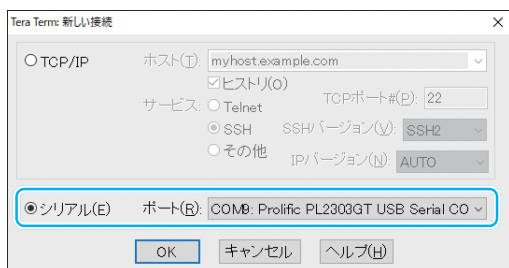 Tera Term: 新しい接続
TCP/IP ホスト(T): myhost.example.com
ヒストリ(O)
サービス: Telnet TCPポート#(P): 22
SSH SSHバージョン(V): SSH2
その他 IPバージョン(N): AUTO
シリアル(E) ポート(R): COM9: Prolific PL2303GT USB Serial CO
OK キャンセル ヘルプ(H)